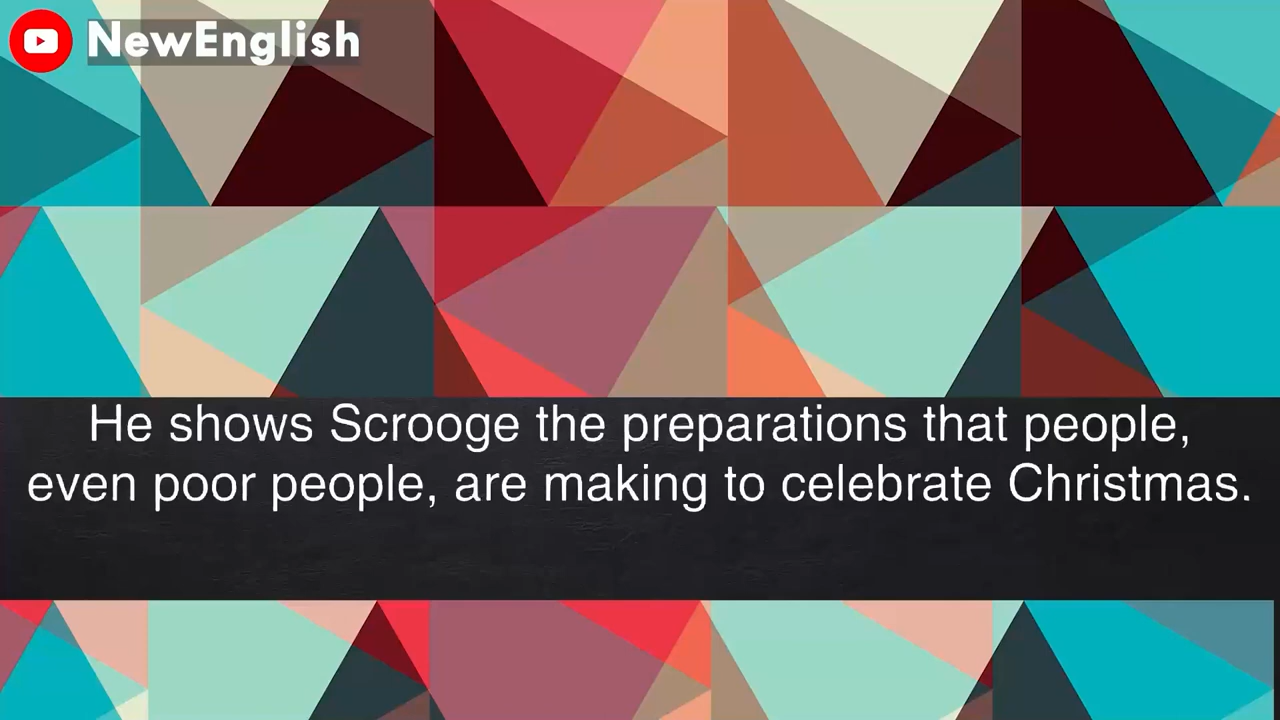 NewEnglish
He shows Scrooge the preparations that people,
even poor people, are making to celebrate Christmas.